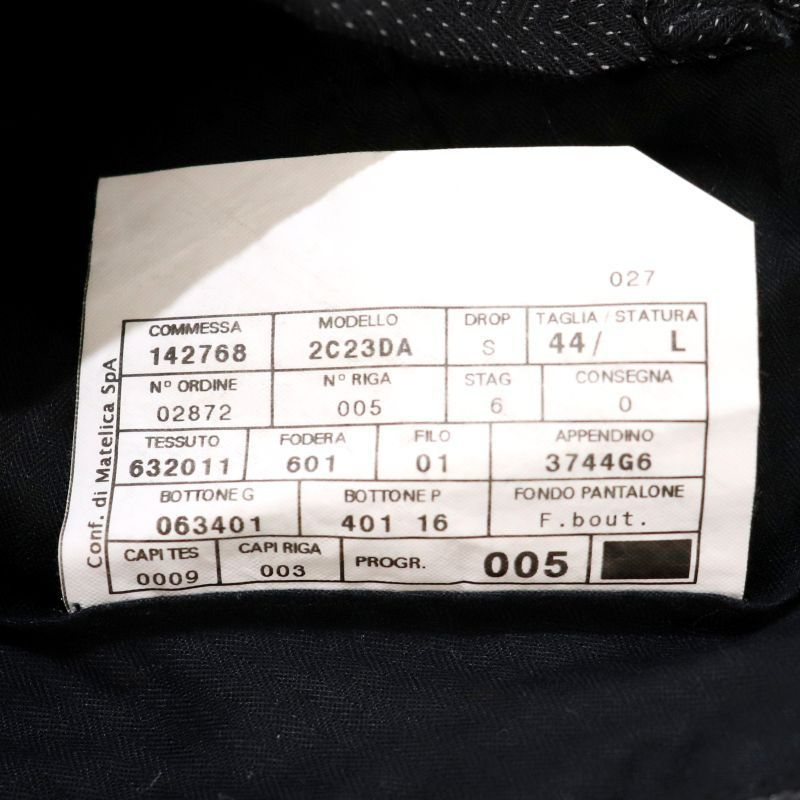 027
COMMESSA MODELLO DROP TAGLIA / STATURA
142768 2C23DA S 44/ L
Nº ORDINE Nº RIGA STAG CONSEGNA
02872 005 6 0
TESSUTO FODERA FILO APPENDINO
632011 601 01 3744G6
BOTTONE G BOTTONE P FONDO PANTALONE
063401 401 16 F.bout.
CAPI TES CAPI RIGA PROGR. 005
0009 003
Conf. di Matelica SpA